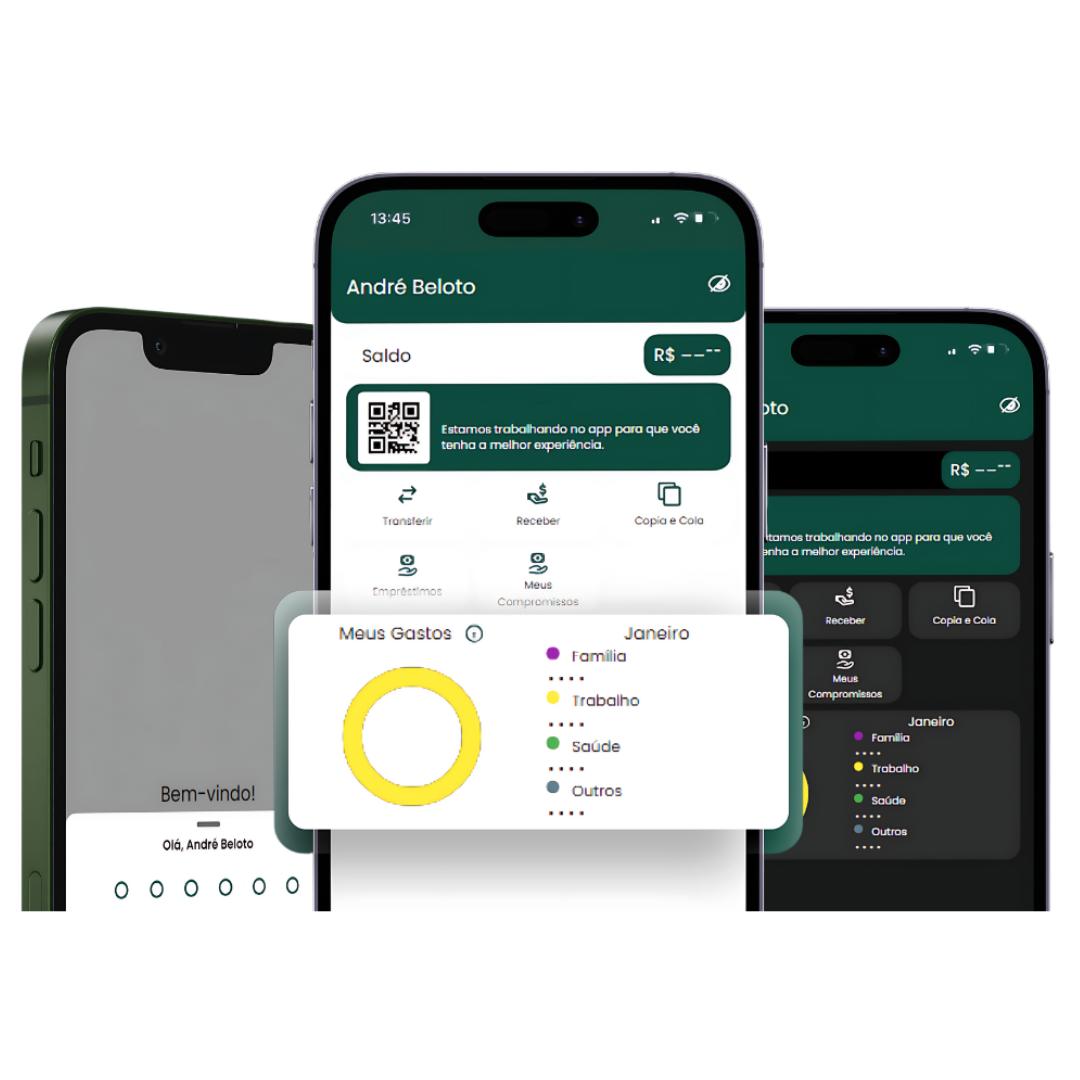 13:45
André Beloto
Saldo
R$ -----
Estamos trabalhando no app para que você
tenha a melhor experiência.
Transferir
Receber
Copia e Cola
Empréstimos
Meus
Compromissos
Meus Gastos
Janeiro
Família
....
Trabalho
....
Saúde
....
Outros
....
Bem-vindo!
Olá, André Beloto
oto
R$ -----
tamos trabalhando no app para que você
enha a melhor experiência.
Receber
Copia e Cola
Meus
Compromissos
Janeiro
Família
....
Trabalho
....
Saúde
....
Outros
....